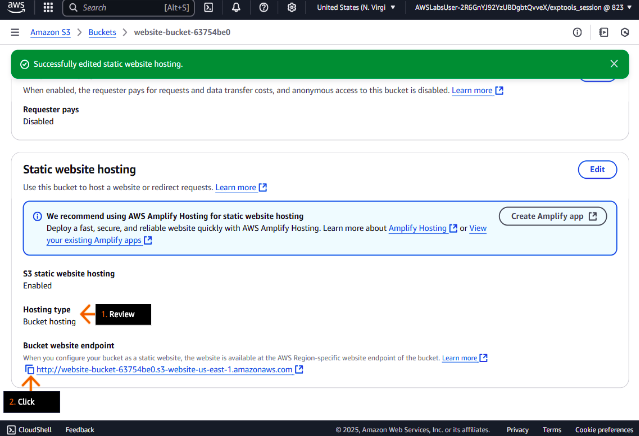 aws
Search
[Alt+S]
United States (N. Virgi
AWSLabsUser-2R6GnYJ92YzUBDgbtQvveX/exptools_session @ 823
Amazon S3 > Buckets > website-bucket-63754be0
Successfully edited static website hosting.
When enabled, the requester pays for requests and data transfer costs, and anonymous access to this bucket is disabled. Learn more
Requester pays
Disabled
Static website hosting
Edit
Use this bucket to host a website or redirect requests. Learn more
We recommend using AWS Amplify Hosting for static website hosting
Create Amplify app
Deploy a fast, secure, and reliable website quickly with AWS Amplify Hosting. Learn more about Amplify Hosting or View
your existing Amplify apps
S3 static website hosting
Enabled
Hosting type
1. Review
Bucket hosting
Bucket website endpoint
When you configure your bucket as a static website, the website is available at the AWS Region-specific website endpoint of the bucket. Learn more
http://website-bucket-63754be0.s3-website-us-east-1.amazonaws.com
2. Click
CloudShell
Feedback
© 2025, Amazon Web Services, Inc. or its affiliates.
Privacy
Terms
Cookie preferences